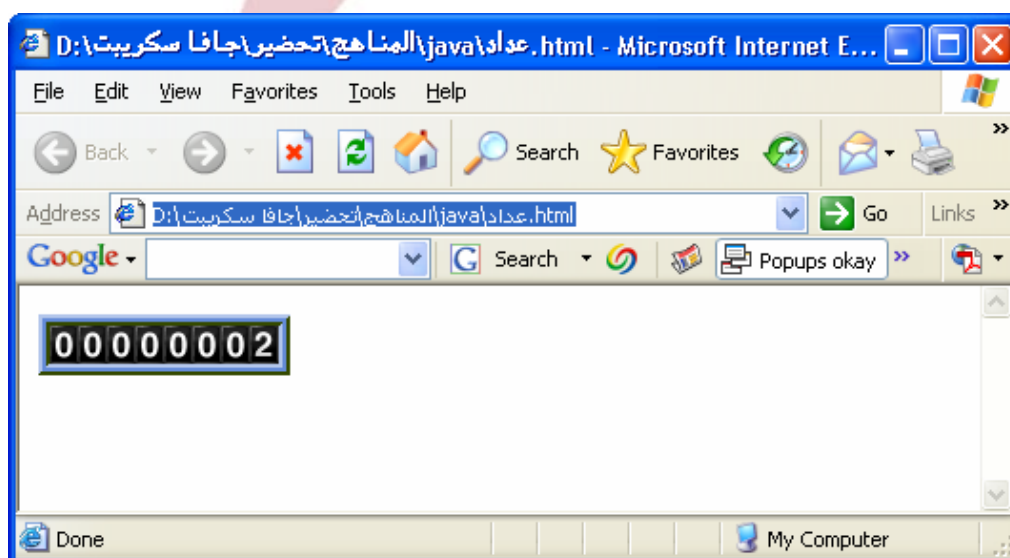 D:\المناهج\تحضير\جافا سكريبت\java\عداد.html - Microsoft Internet E...
File Edit View Favorites Tools Help
Back Search Favorites »
Address D:\المناهج\تحضير\جافا سكريبت\java\عداد.html Go Links »
Google G Search Popups okay »
00000002
Done My Computer